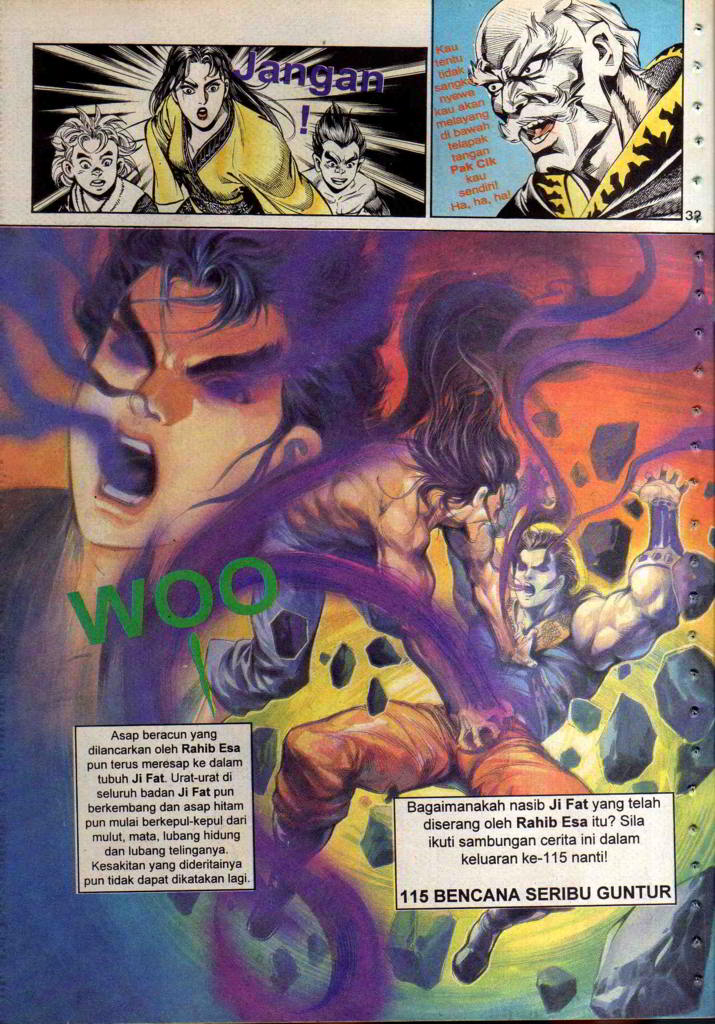 Jangan
!
Kau
tentu
tidak
sangka
nyawa
kau akan
melayang
di bawah
telapak
tangan
Pak Cik
kau
sendiri!
Ha, ha, ha!
32
WOO
!
Asap beracun yang
dilancarkan oleh Rahib Esa
pun terus meresap ke dalam
tubuh Ji Fat. Urat-urat di
seluruh badan Ji Fat pun
berkembang dan asap hitam
pun mulai berkepul-kepul dari
mulut, mata, lubang hidung
dan lubang telinganya.
Kesakitan yang dideritainya
pun tidak dapat dikatakan lagi.
Bagaimanakah nasib Ji Fat yang telah
diserang oleh Rahib Esa itu? Sila
ikuti sambungan cerita ini dalam
keluaran ke-115 nanti!
115 BENCANA SERIBU GUNTUR